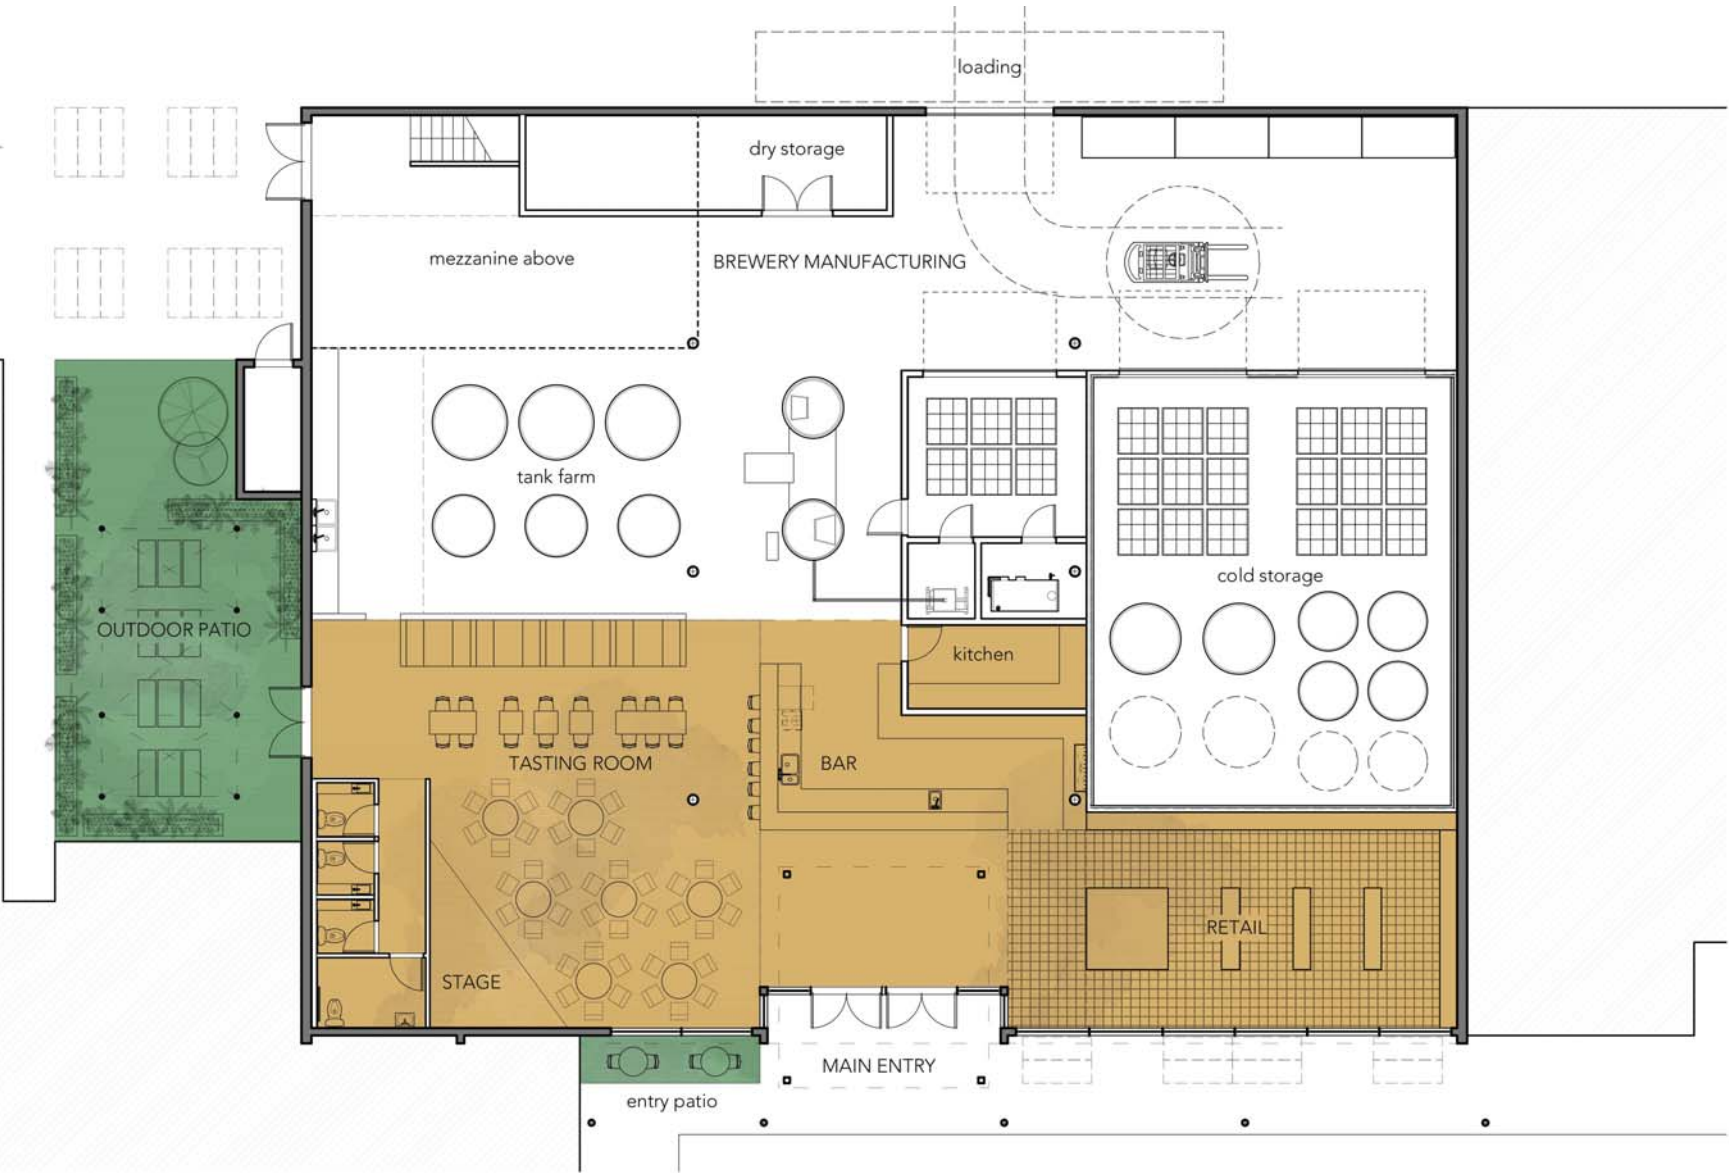 loading
dry storage
mezzanine above
BREWERY MANUFACTURING
tank farm
cold storage
OUTDOOR PATIO
kitchen
TASTING ROOM
BAR
RETAIL
STAGE
MAIN ENTRY
entry patio